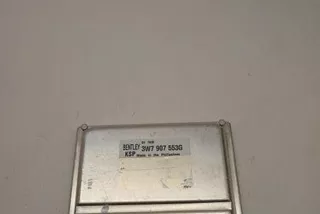 BENTLEY 3W7 907 553G
KSP Made in the Philippines